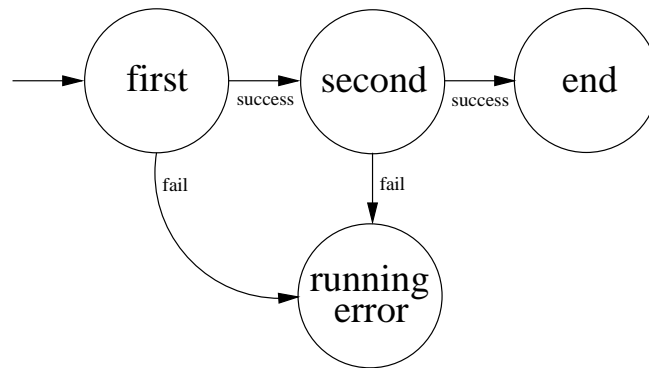 first
second
end
success
success
fail
fail
running
error